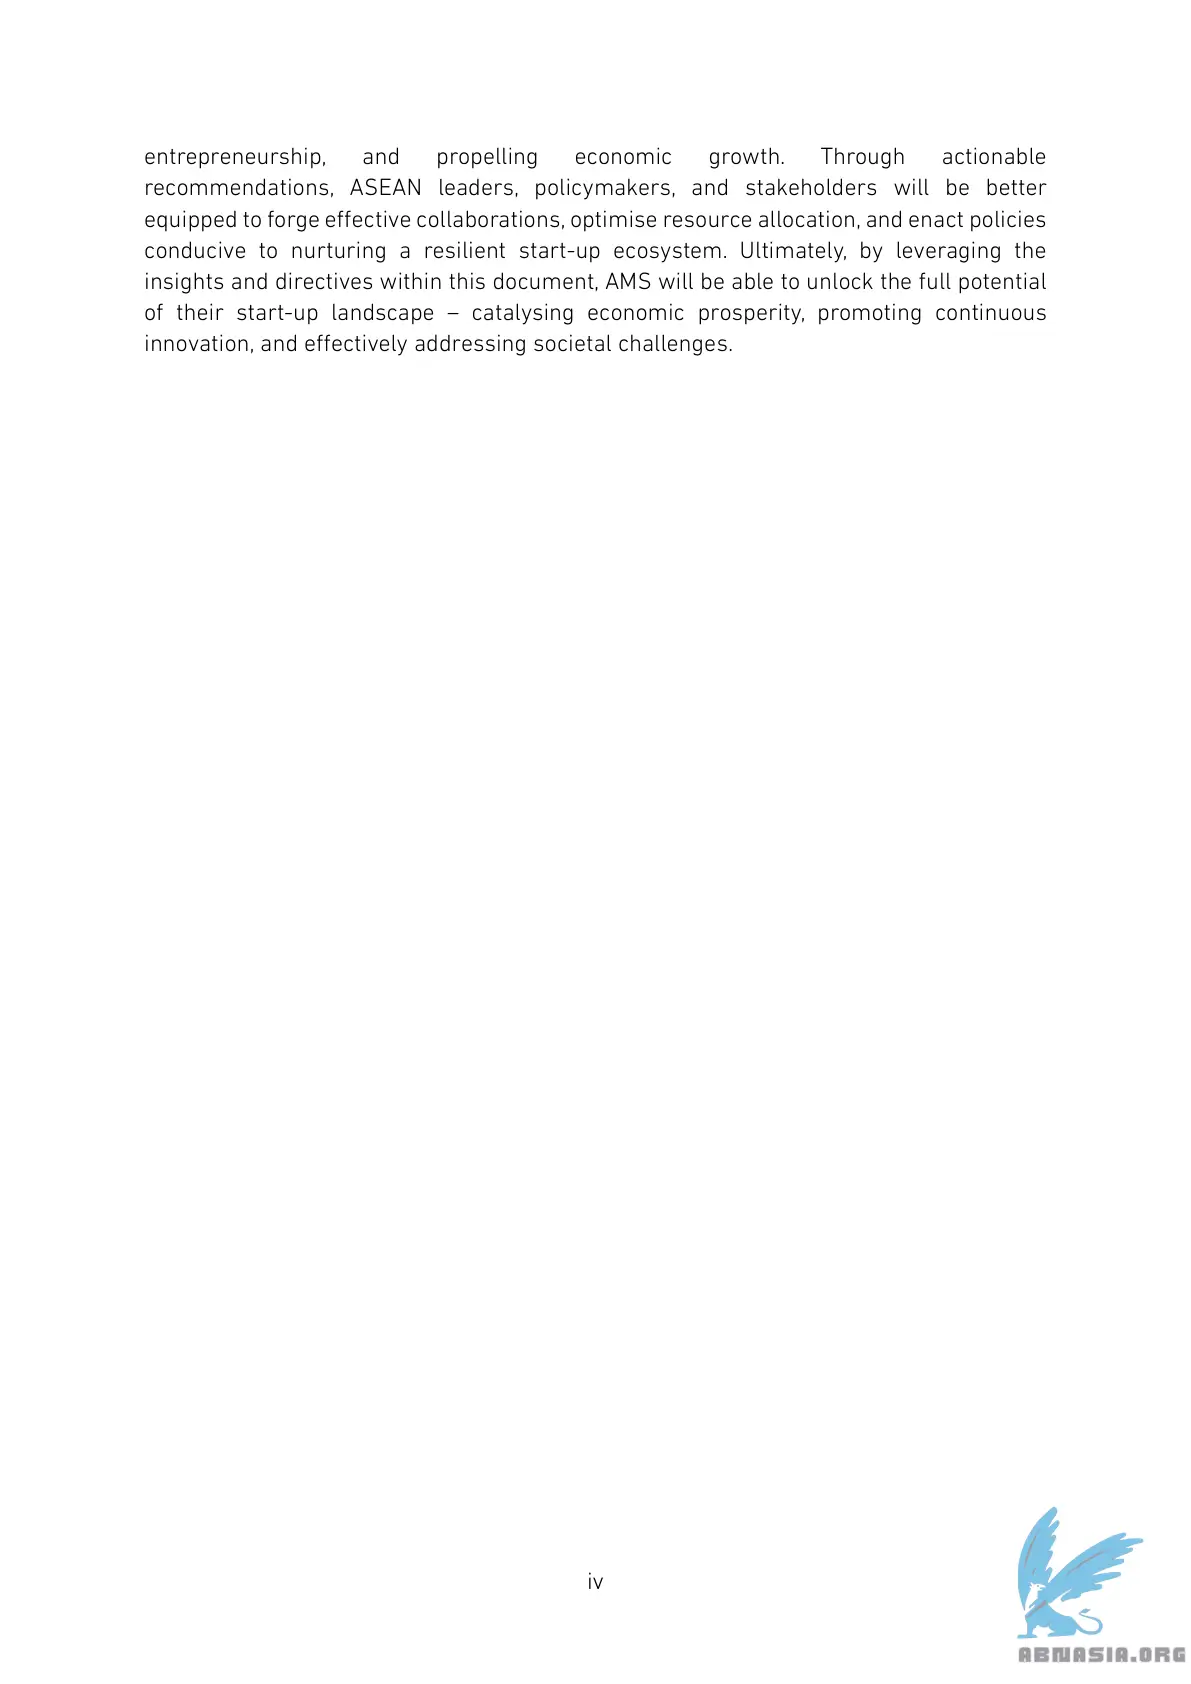 entrepreneurship, and propelling economic growth. Through actionable
recommendations, ASEAN leaders, policymakers, and stakeholders will be better
equipped to forge effective collaborations, optimise resource allocation, and enact policies
conducive to nurturing a resilient start-up ecosystem. Ultimately, by leveraging the
insights and directives within this document, AMS will be able to unlock the full potential
of their start-up landscape – catalysing economic prosperity, promoting continuous
innovation, and effectively addressing societal challenges.
iv
ABNASIA.ORG